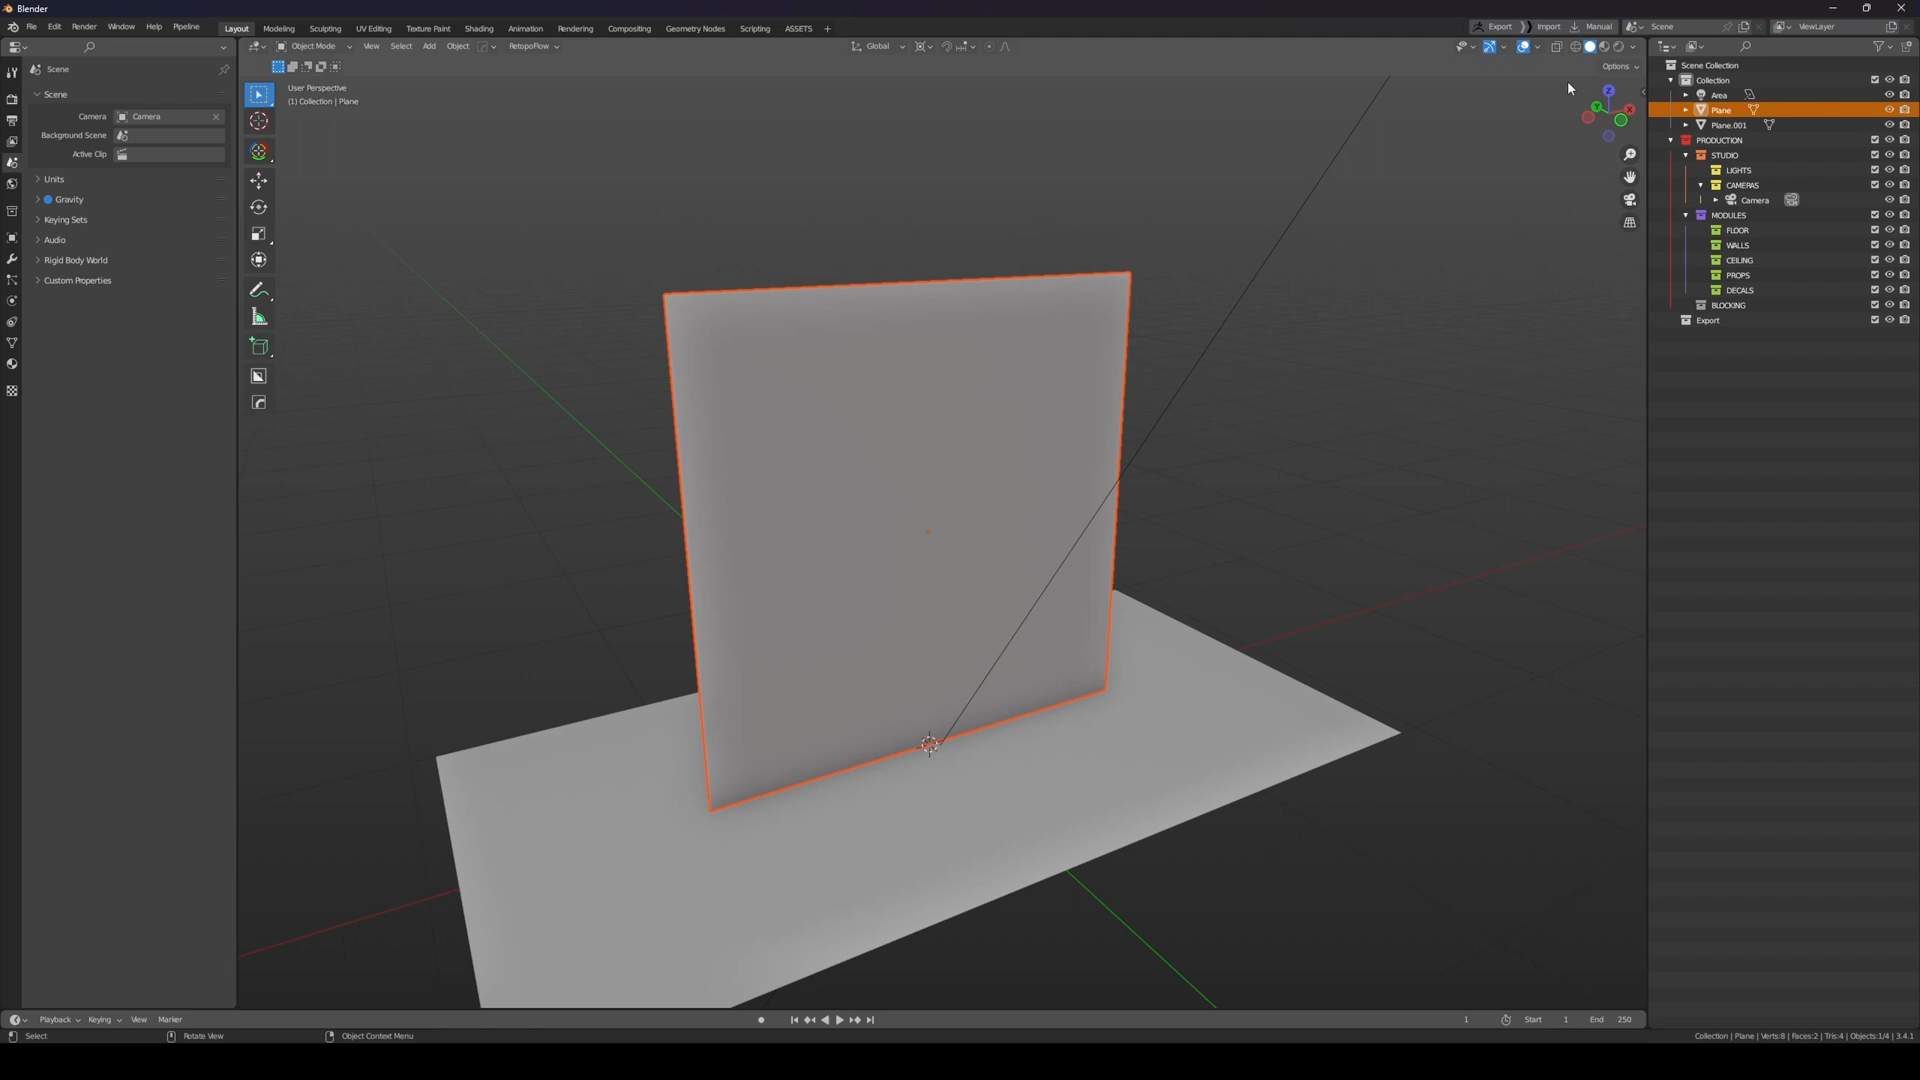 Blender
File Edit Render Window Help Pipeline Layout Modeling Sculpting UV Editing Texture Paint Shading Animation Rendering Compositing Geometry Nodes Scripting ASSETS + Export Import Manual Scene ViewLayer
Object Mode View Select Add Object RetopoFlow Global
Options
Scene
Scene
Camera Camera
Background Scene
Active Clip
Units
Gravity
Keying Sets
Audio
Rigid Body World
Custom Properties
User Perspective
(1) Collection | Plane
Z
Y
X
Scene Collection
Collection
Area
Plane
Plane.001
PRODUCTION
STUDIO
LIGHTS
CAMERAS
Camera
MODULES
FLOOR
WALLS
CEILING
PROPS
DECALS
BLOCKING
Export
Playback Keying View Marker 1 Start 1 End 250
Select Rotate View Object Context Menu Collection | Plane | Verts:8 | Faces:2 | Tris:4 | Objects:1/4 | 3.4.1